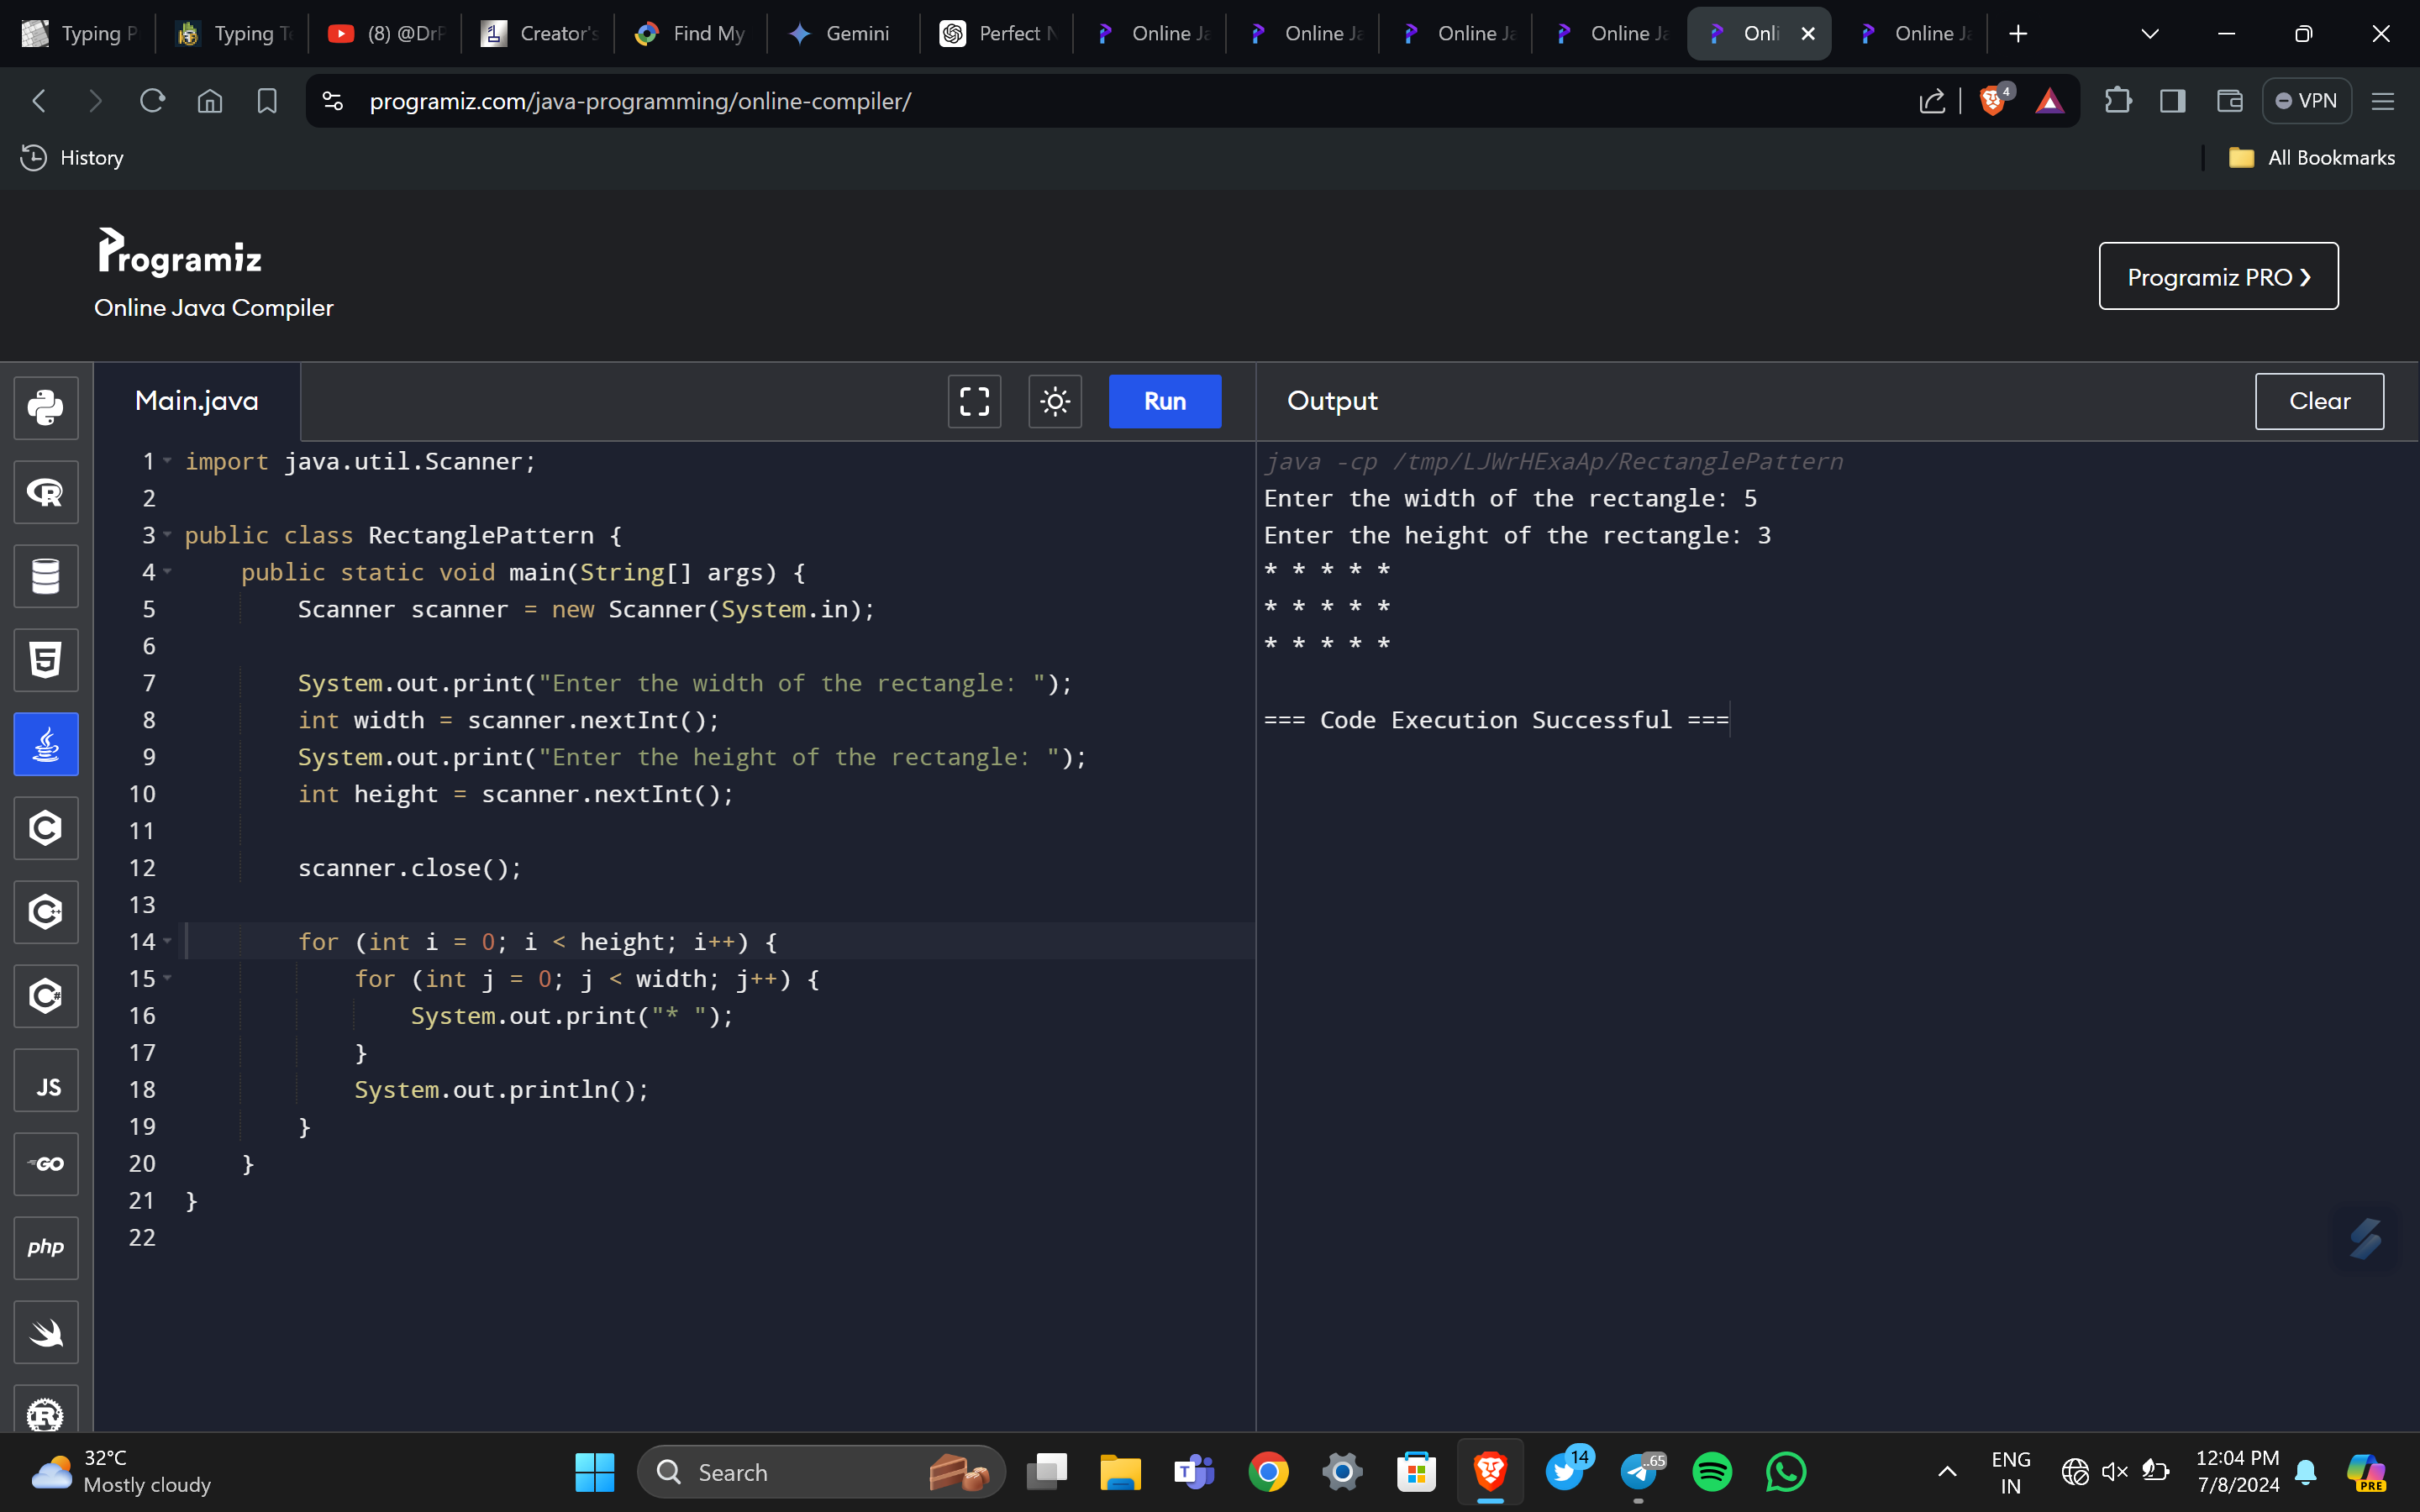 Typing P
Typing Te
(8) @DrP
Creator's
Find My
Gemini
Perfect N
Online Ja
Online Ja
Online Ja
Online Ja
Onli
Online Ja
programiz.com/java-programming/online-compiler/
4
VPN
History
All Bookmarks
Programiz
Online Java Compiler
Programiz PRO ❯
Main.java
Run
Output
Clear
1 import java.util.Scanner;
2
3 public class RectanglePattern {
4     public static void main(String[] args) {
5         Scanner scanner = new Scanner(System.in);
6
7         System.out.print("Enter the width of the rectangle: ");
8         int width = scanner.nextInt();
9         System.out.print("Enter the height of the rectangle: ");
10         int height = scanner.nextInt();
11
12         scanner.close();
13
14         for (int i = 0; i < height; i++) {
15             for (int j = 0; j < width; j++) {
16                 System.out.print("* ");
17             }
18             System.out.println();
19         }
20     }
21 }
22
java -cp /tmp/LJWrHExaAp/RectanglePattern
Enter the width of the rectangle: 5
Enter the height of the rectangle: 3
* * * * *
* * * * *
* * * * *
=== Code Execution Successful ===
R
5
C
C++
C#
JS
GO
php
R
32°C
Mostly cloudy
Search
T
14
..65
ENG
IN
12:04 PM
7/8/2024
PRE